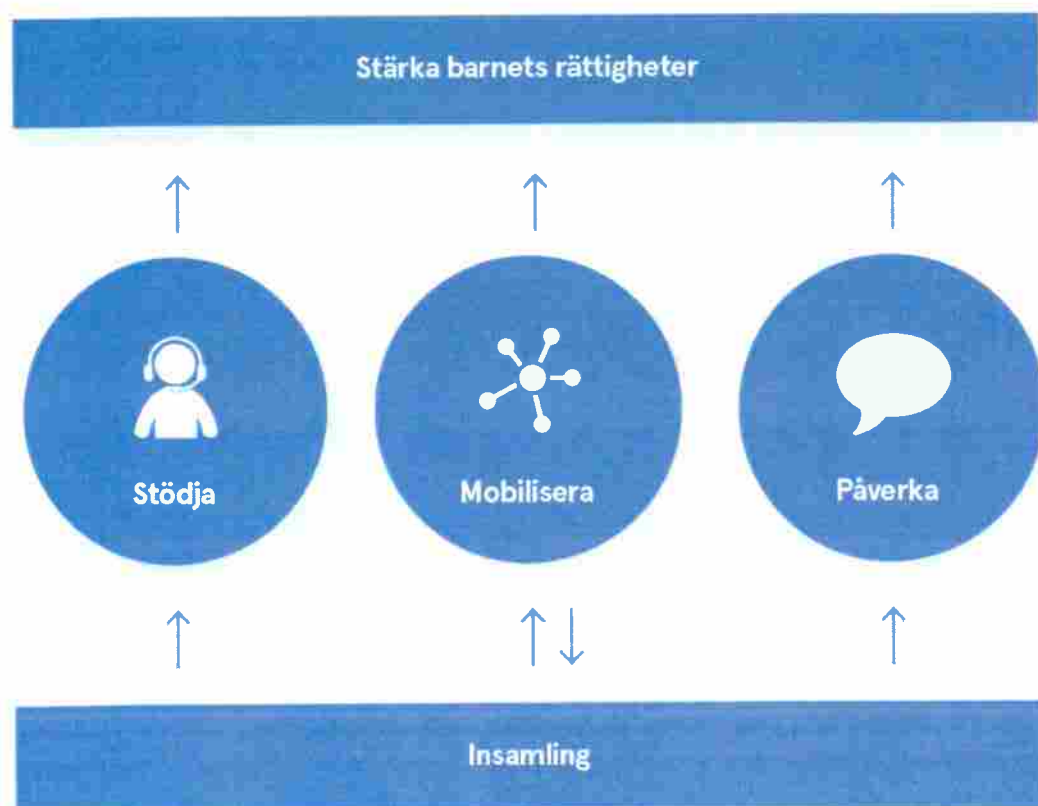 Stärka barnets rättigheter
Stödja
Mobilisera
Påverka
Insamling